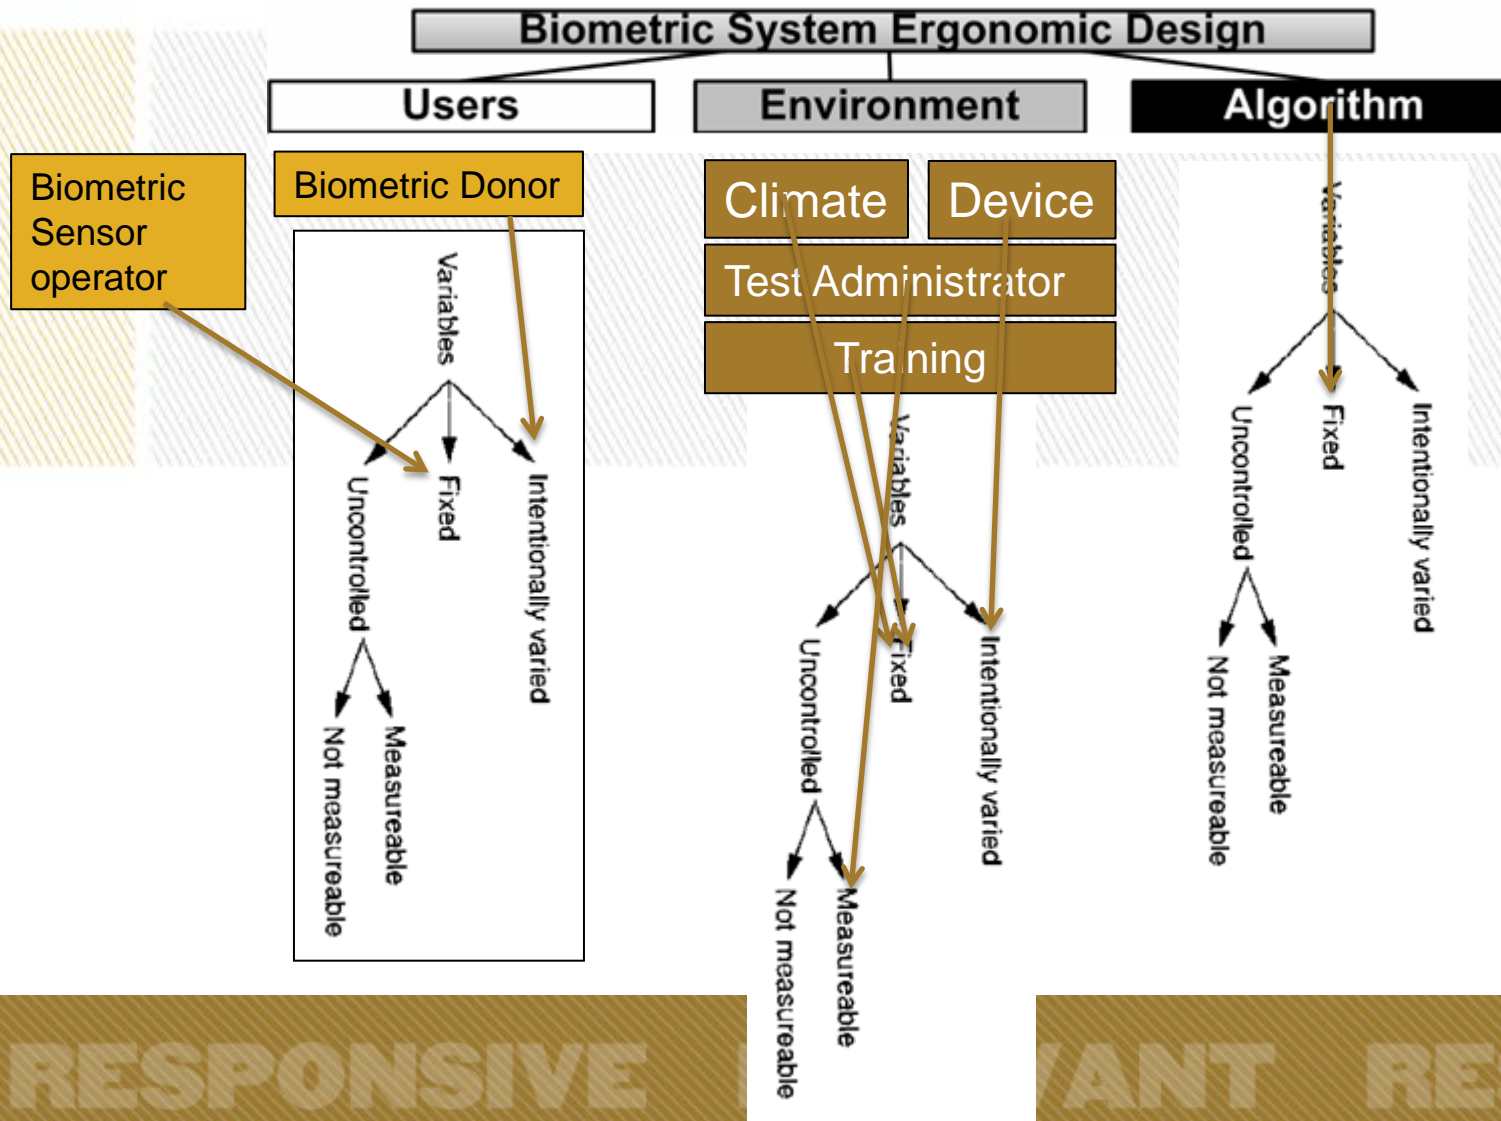 Biometric System Ergonomic Design
Users
Environment
Algorithm
Biometric
Sensor
operator
Biometric Donor
Climate
Device
Test Administrator
Training
Variables
Uncontrolled
Fixed
Intentionally varied
Not measureable
Measureable
Variables
Uncontrolled
Fixed
Intentionally varied
Not measureable
Measureable
Variables
Uncontrolled
Fixed
Intentionally varied
Not measureable
Measureable
RESPONSIVE
VANT
RE